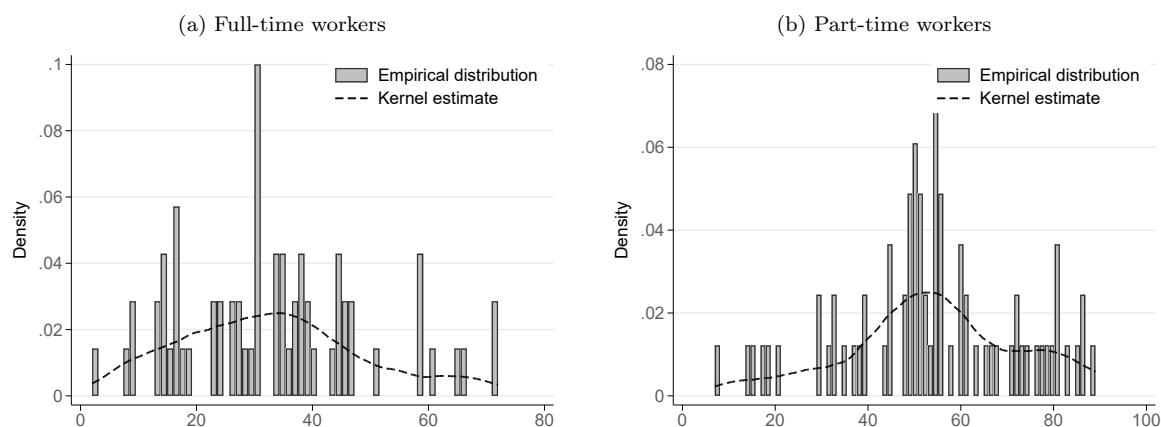 (a) Full-time workers
Empirical distribution
Kernel estimate
Density
.1
.08
.06
.04
.02
0
0 20 40 60 80
(b) Part-time workers
Empirical distribution
Kernel estimate
Density
.08
.06
.04
.02
0
0 20 40 60 80 100